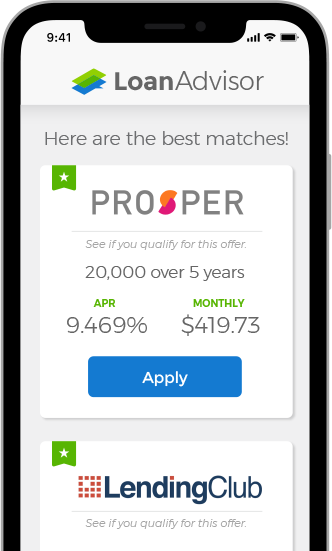 9:41
LoanAdvisor
Here are the best matches!
PROSPER
See if you qualify for this offer.
20,000 over 5 years
APR MONTHLY
9.469% $419.73
Apply
LendingClub
See if you qualify for this offer.